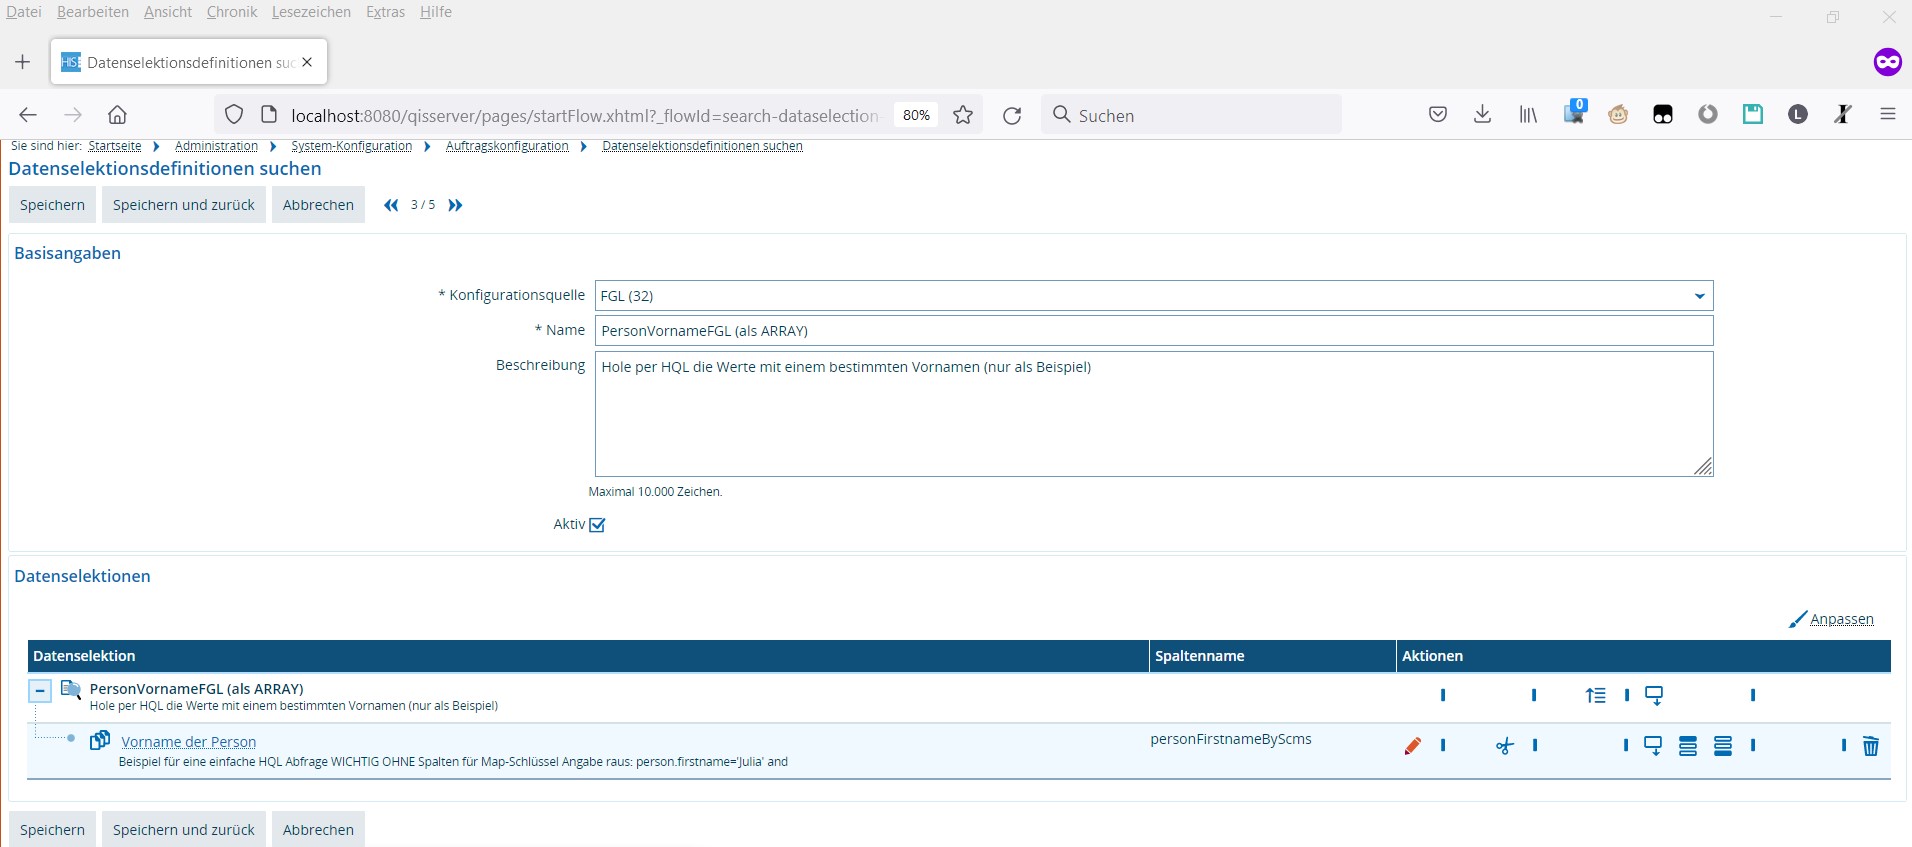 Datei Bearbeiten Ansicht Chronik Lesezeichen Extras Hilfe
HIS Datenselektionsdefinitionen suc
localhost:8080/qisserver/pages/startFlow.xhtml?_flowId=search-dataselection- 80% Suchen 0 L
Sie sind hier: Startseite Administration System-Konfiguration Auftragskonfiguration Datenselektionsdefinitionen suchen
Datenselektionsdefinitionen suchen
Speichern Speichern und zurück Abbrechen 3 / 5
Basisangaben
* Konfigurationsquelle FGL (32)
* Name PersonVornameFGL (als ARRAY)
Beschreibung Hole per HQL die Werte mit einem bestimmten Vornamen (nur als Beispiel)
Maximal 10.000 Zeichen.
Aktiv
Datenselektionen
Anpassen
Datenselektion Spaltenname Aktionen
PersonVornameFGL (als ARRAY)
Hole per HQL die Werte mit einem bestimmten Vornamen (nur als Beispiel)
Vorname der Person personFirstnameByScms
Beispiel für eine einfache HQL Abfrage WICHTIG OHNE Spalten für Map-Schlüssel Angabe raus: person.firstname='Julia' and
Speichern Speichern und zurück Abbrechen